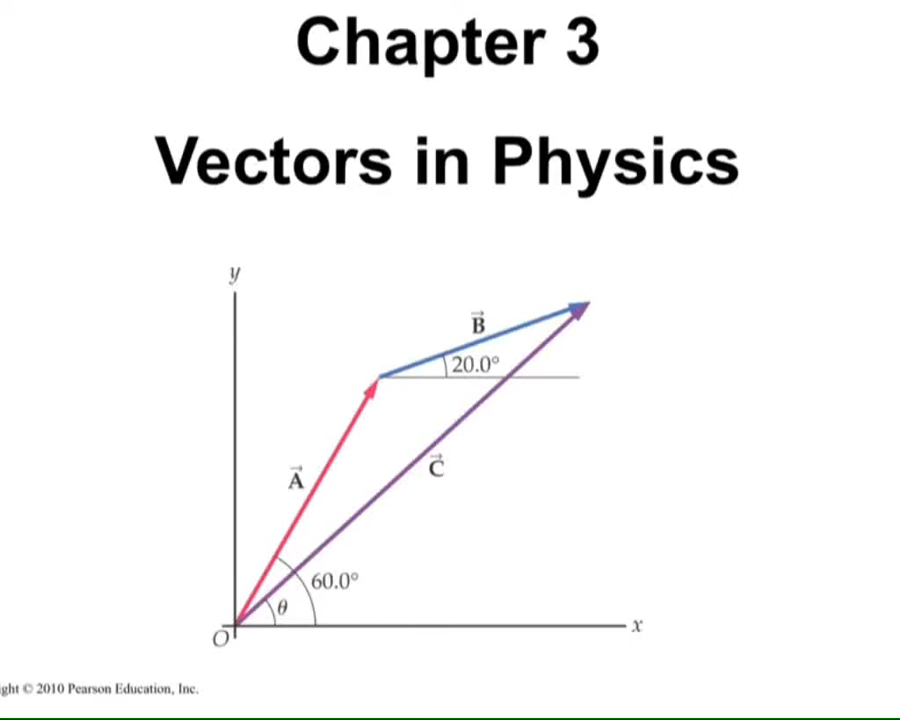 Chapter 3
Vectors in Physics
y
B
20.0°
A
C
60.0°
θ
O
x
ght © 2010 Pearson Education, Inc.